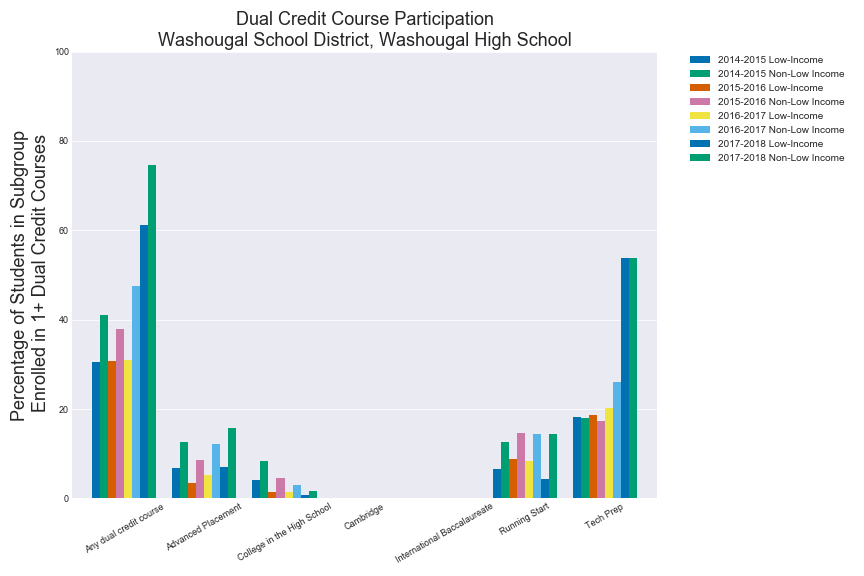 Dual Credit Course Participation
Washougal School District, Washougal High School
Percentage of Students in Subgroup
Enrolled in 1+ Dual Credit Courses
100
80
60
40
20
0
Any dual credit course
Advanced Placement
College in the High School
Cambridge
International Baccalaureate
Running Start
Tech Prep
2014-2015 Low-Income
2014-2015 Non-Low Income
2015-2016 Low-Income
2015-2016 Non-Low Income
2016-2017 Low-Income
2016-2017 Non-Low Income
2017-2018 Low-Income
2017-2018 Non-Low Income